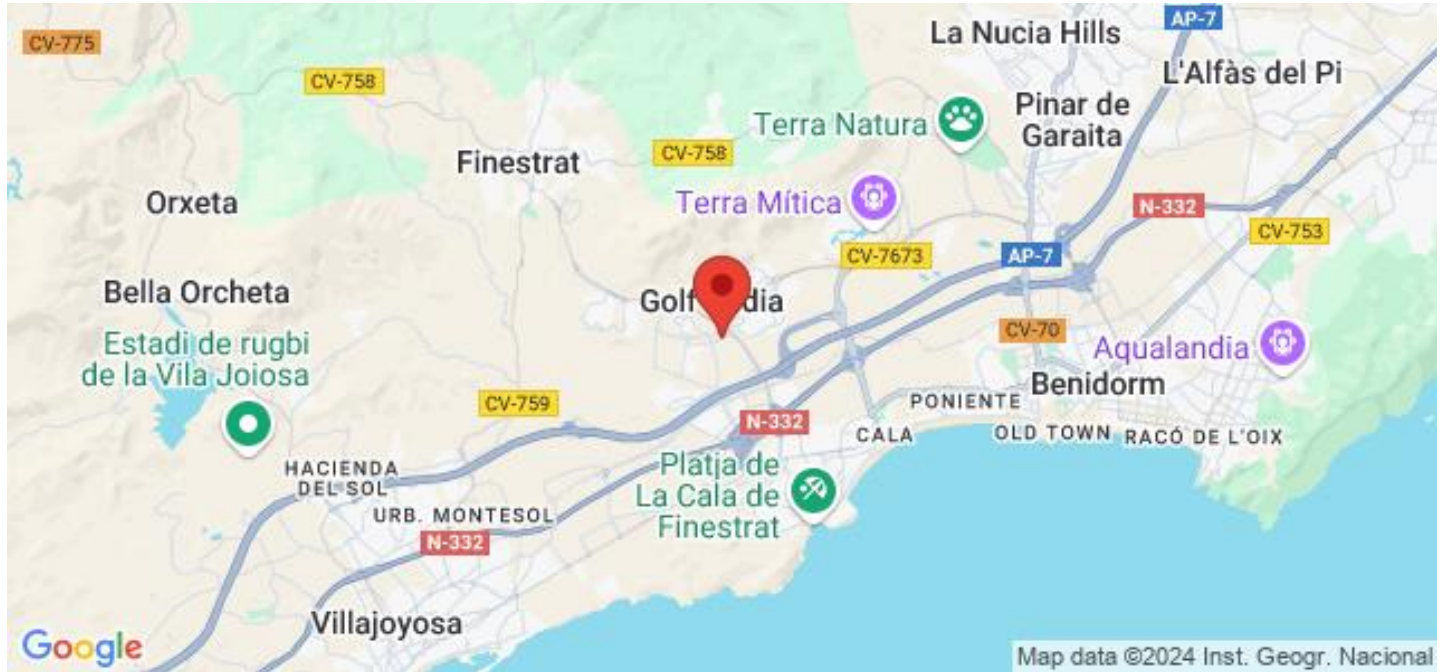 AP-7
La Nucia Hills
CV-775
L'Alfàs del Pi
CV-758
Pinar de
Garaita
Terra Natura
CV-758
Finestrat
Orxeta
Terra Mítica
N-332
CV-753
CV-7673
AP-7
Bella Orcheta
Golf
dia
CV-70
Estadi de rugbi
de la Vila Joiosa
Aqualandia
Benidorm
CV-759
PONIENTE
N-332
CALA
OLD TOWN
RACÓ DE L'OIX
HACIENDA
DEL SOL
Platja de
La Cala de
Finestrat
URB. MONTESOL
N-332
Villajoyosa
Google
Map data ©2024 Inst. Geogr. Nacional